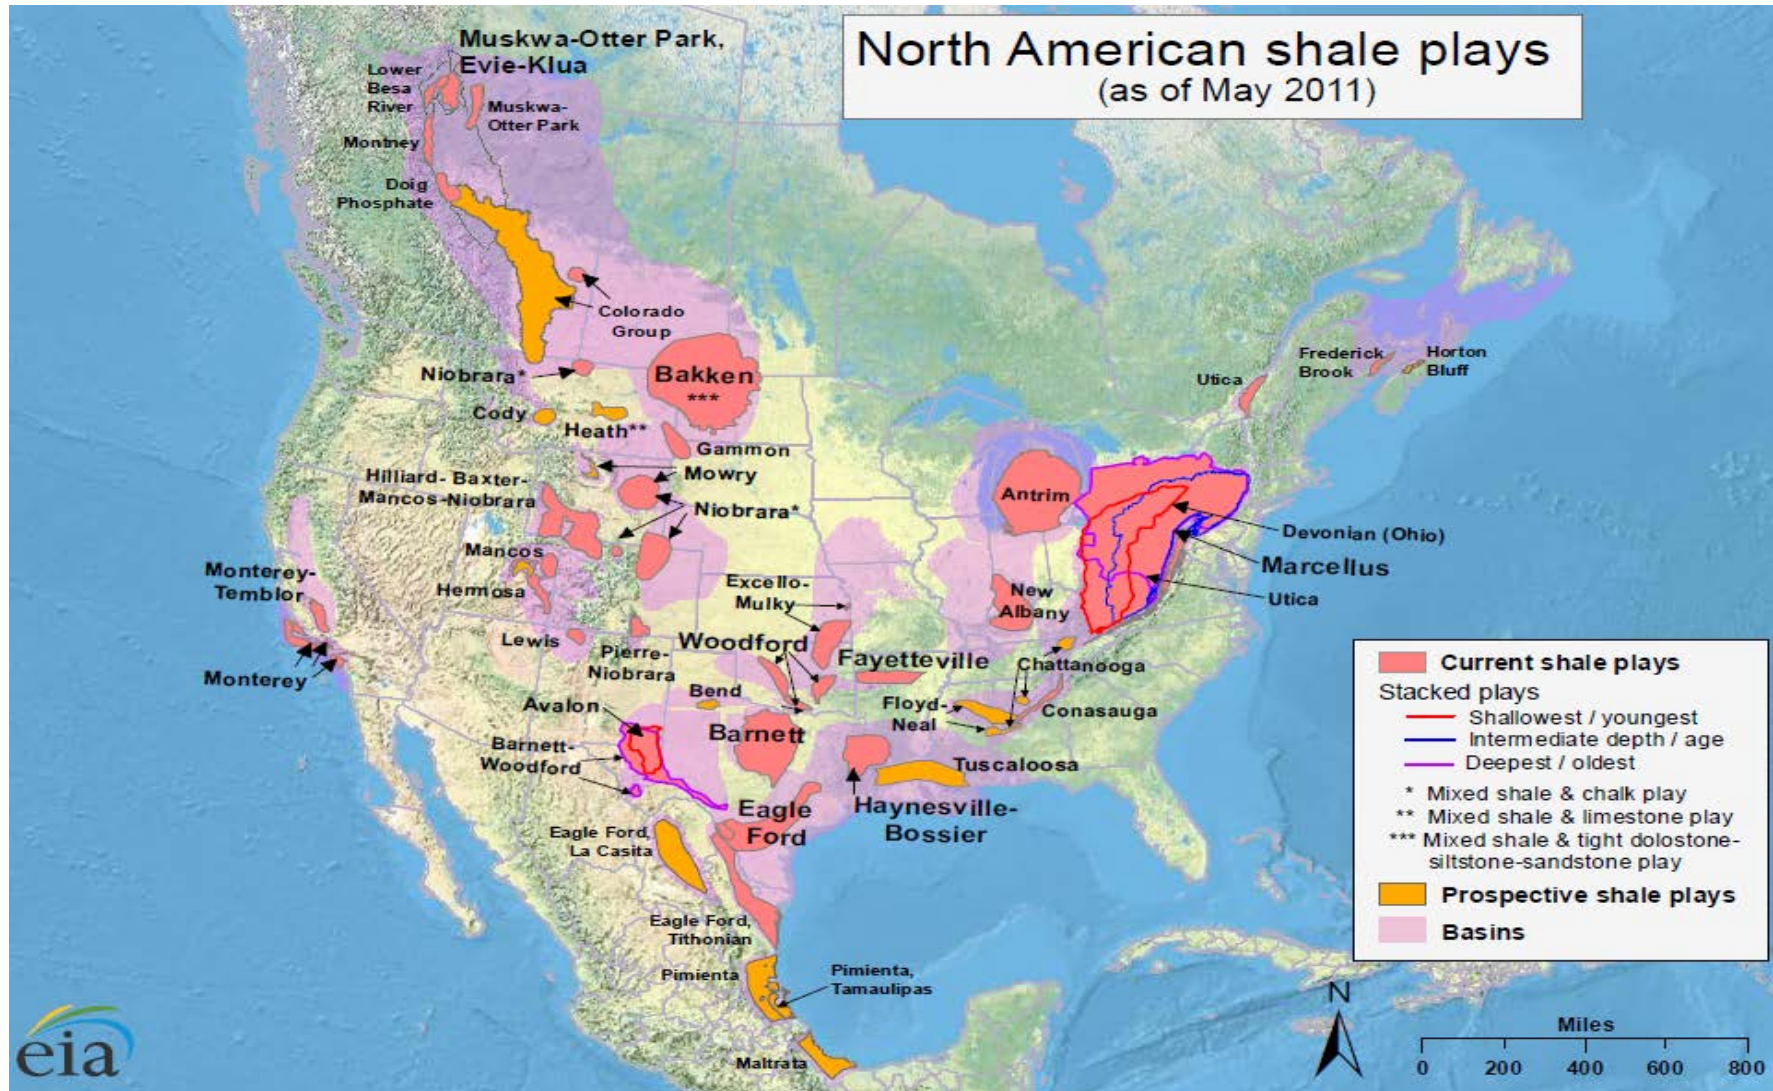 North American shale plays
(as of May 2011)
Muskwa-Otter Park,
Evie-Klua
Lower
Besa
River
Muskwa-
Otter Park
Montney
Doig
Phosphate
Colorado
Group
Niobrara*
Bakken
***
Cody
Heath**
Gammon
Mowry
Hilliard-Baxter-
Mancos-Niobrara
Niobrara*
Mancos
Hermosa
Monterey-
Temblor
Monterey
Lewis
Pierre-
Niobrara
Excello-
Mulky
Woodford
Fayetteville
Bend
Avalon
Barnett
Barnett-
Woodford
Eagle
Ford
Haynesville-
Bossier
Tuscaloosa
Floyd-
Neal
Chattanooga
Conasauga
New
Albany
Antrim
Utica
Frederick
Brook
Horton
Bluff
Devonian (Ohio)
Marcellus
Utica
Eagle Ford,
La Casita
Eagle Ford,
Tithonian
Pimienta
Pimienta,
Tamaulipas
Maltrata
Current shale plays
Stacked plays
Shallowest / youngest
Intermediate depth / age
Deepest / oldest
* Mixed shale & chalk play
** Mixed shale & limestone play
*** Mixed shale & tight dolostone-
siltstone-sandstone play
Prospective shale plays
Basins
N
Miles
0 200 400 600 800
eia